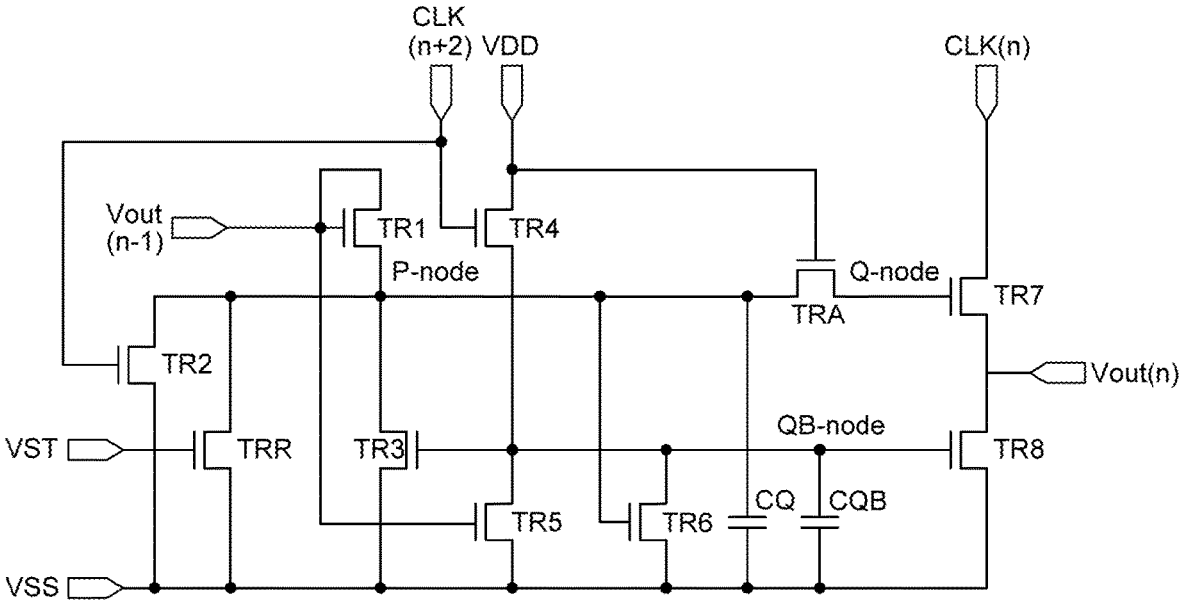 CLK
(n+2)
VDD
CLK(n)
Vout
(n-1)
TR1
TR4
P-node
Q-node
TRA
TR7
TR2
Vout(n)
VST
TRR
TR3
QB-node
TR8
CQ
CQB
TR5
TR6
VSS